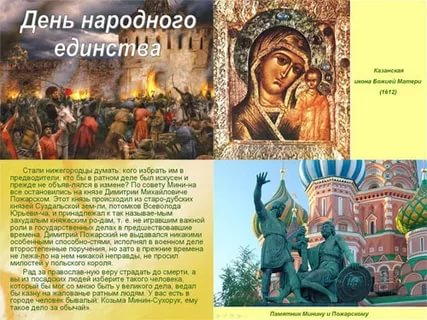 День народного
единства
Казанская
икона Божией Матери
(1612)
Стали нижегородцы думать: кого избрать им в
предводители, кто бы в ратном деле был искусен и
прежде не объяв-лялся в измене? По совету Мини-на
все остановились на князе Димитрии Михайловиче
Пожарском. Этот князь происходил из старо-дубских
князей Суздальской зем-ли, потомков Всеволода
Юрьеви-ча, и принадлежал к так называе-мым
захудалым княжеским ро-дам, т. е. не игравшим важной
роли в государственных делах в предшествовавшие
времена. Димитрий Пожарский не выдавался никакими
особенными способно-стями, исполнял в военном деле
второстепенные поручения, но зато в прежние времена
не лежа-ло на нем никакой неправды, не просил
милостей у польского короля.
Рад за православ-ную веру страдать до смерти, а
вы из посадских людей изберите такого человека,
который бы мог со мною быть у великого дела, ведал
бы казну на жалованье ратным людям. У вас есть в
городе человек бывалый: Козьма Минин-Сухорук, ему
такое дело за обычай».
Памятник Минину и Пожарскому